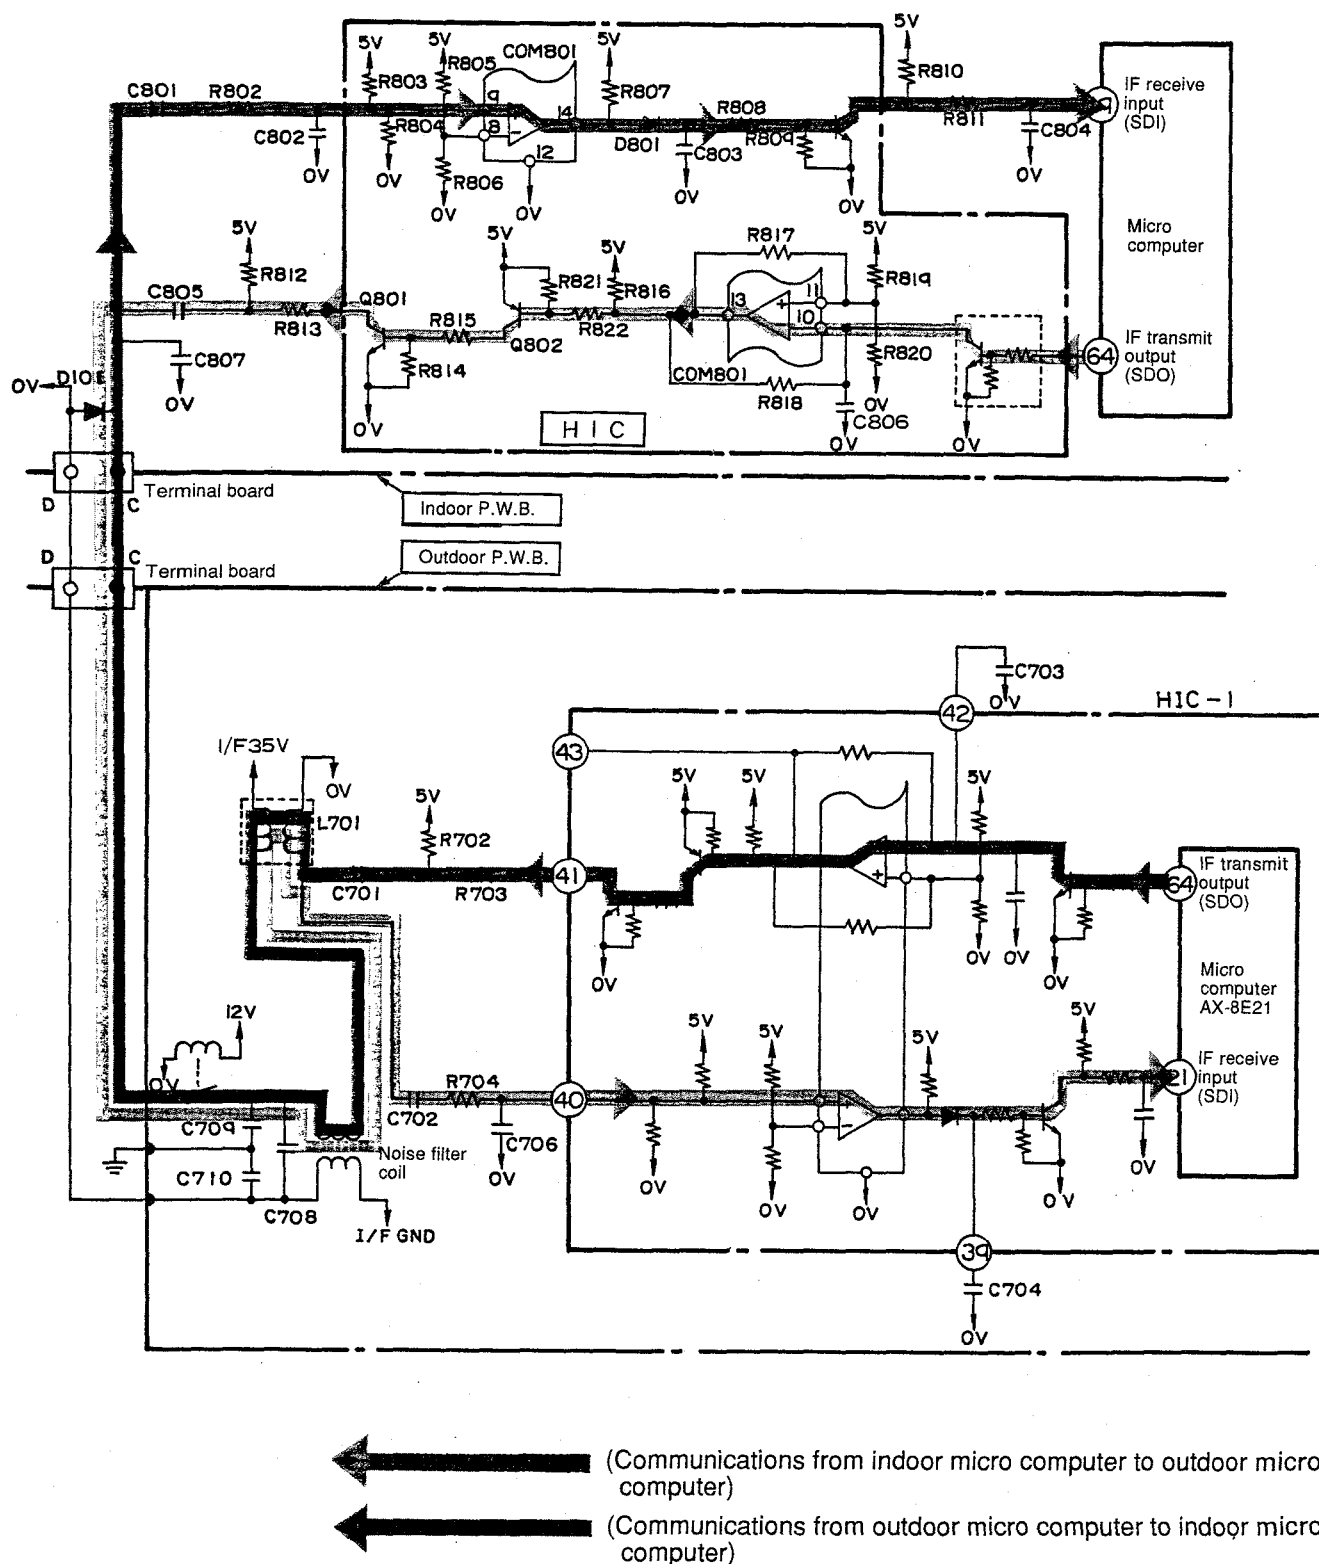 5V
5V
COM801
5V
5V
C801
R802
R803
R805
R807
R810
IF receive
input
(SDI)
9
14
R808
C802
R804
8
12
D801
C803
R809
R811
C804
0V
0V
R806
0V
0V
0V
0V
0V
0V
Micro
computer
5V
R812
5V
5V
R817
5V
R819
C805
Q801
R821
R816
13
11
10
R813
R815
R822
Q802
R820
IF transmit
output
(SDO)
64
C807
R814
COM801
R818
0V
0V
0V
C806
0V
0V
0V
HIC
D
C
Terminal board
Indoor P.W.B.
D
C
Terminal board
Outdoor P.W.B.
C703
0V
42
HIC-1
I/F35V
0V
43
5V
5V
5V
5V
L701
R702
C701
R703
41
IF transmit
output
(SDO)
64
0V
0V
0V
0V
Micro
computer
AX-8E21
12V
0V
5V
5V
5V
5V
R704
C702
40
IF receive
input
(SDI)
21
C709
C706
Noise filter
coil
C710
C708
0V
0V
0V
0V
0V
0V
I/F GND
39
C704
0V
(Communications from indoor micro computer to outdoor micro
computer)
(Communications from outdoor micro computer to indoor micro
computer)